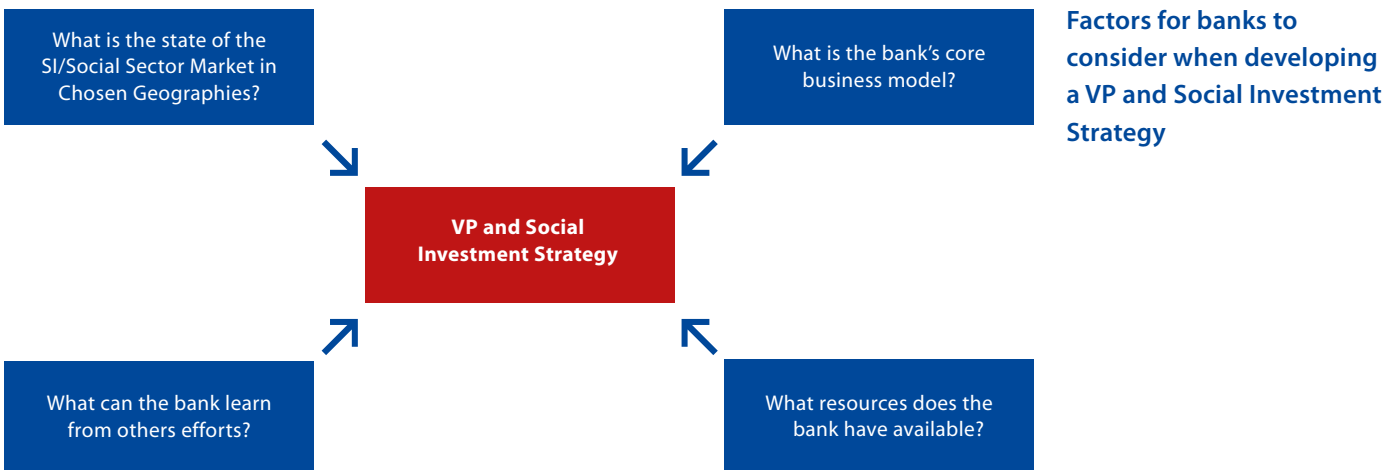 What is the state of the
SI/Social Sector Market in
Chosen Geographies?
What is the bank’s core
business model?
Factors for banks to
consider when developing
a VP and Social Investment
Strategy
VP and Social
Investment Strategy
What can the bank learn
from others efforts?
What resources does the
bank have available?